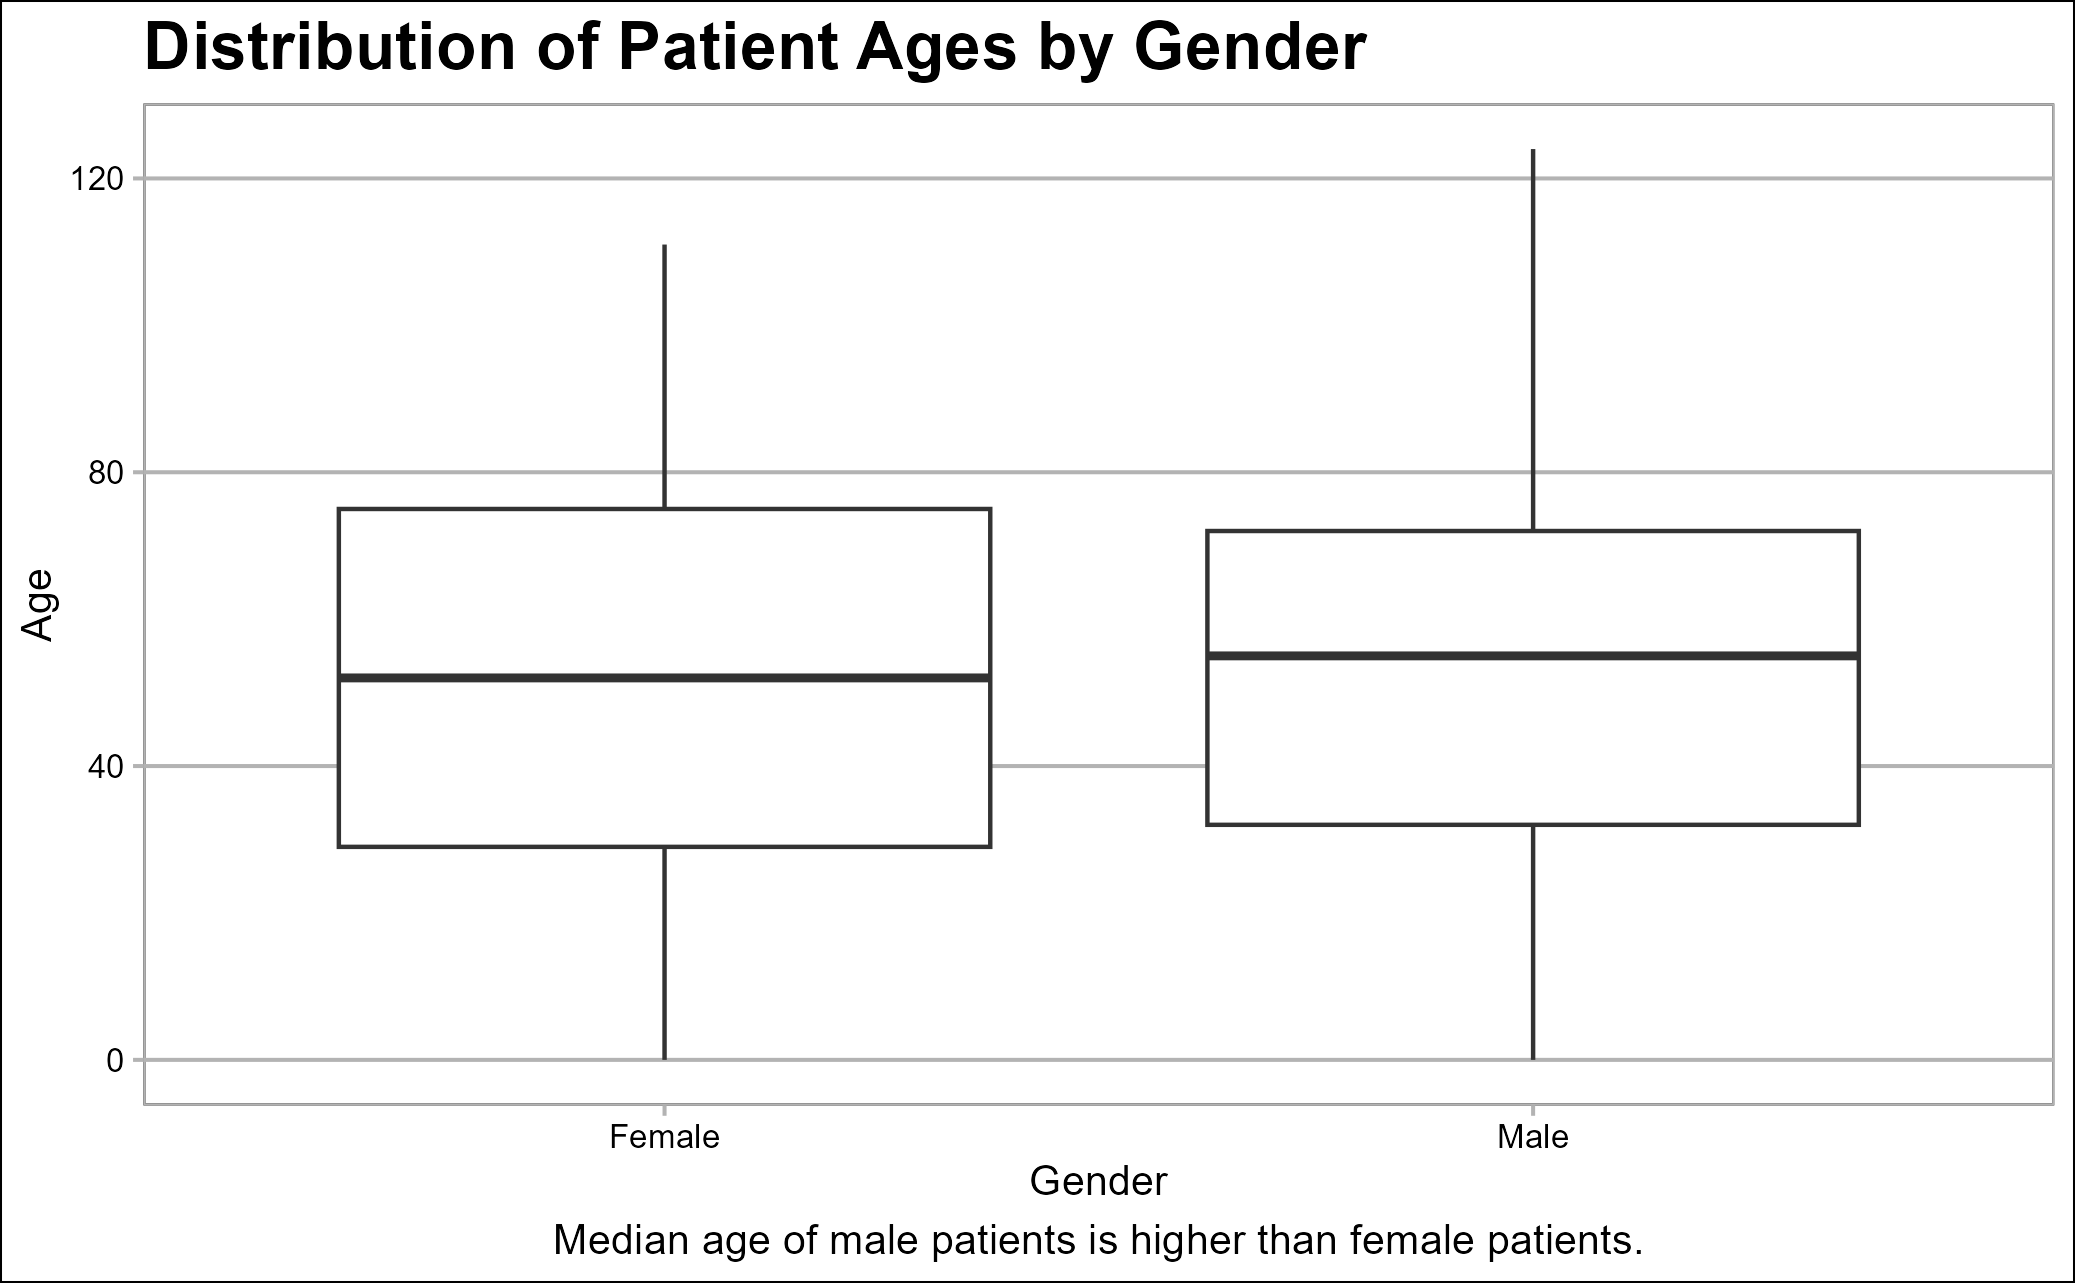 Distribution of Patient Ages by Gender
120
80
40
0
Age
Female Male
Gender
Median age of male patients is higher than female patients.